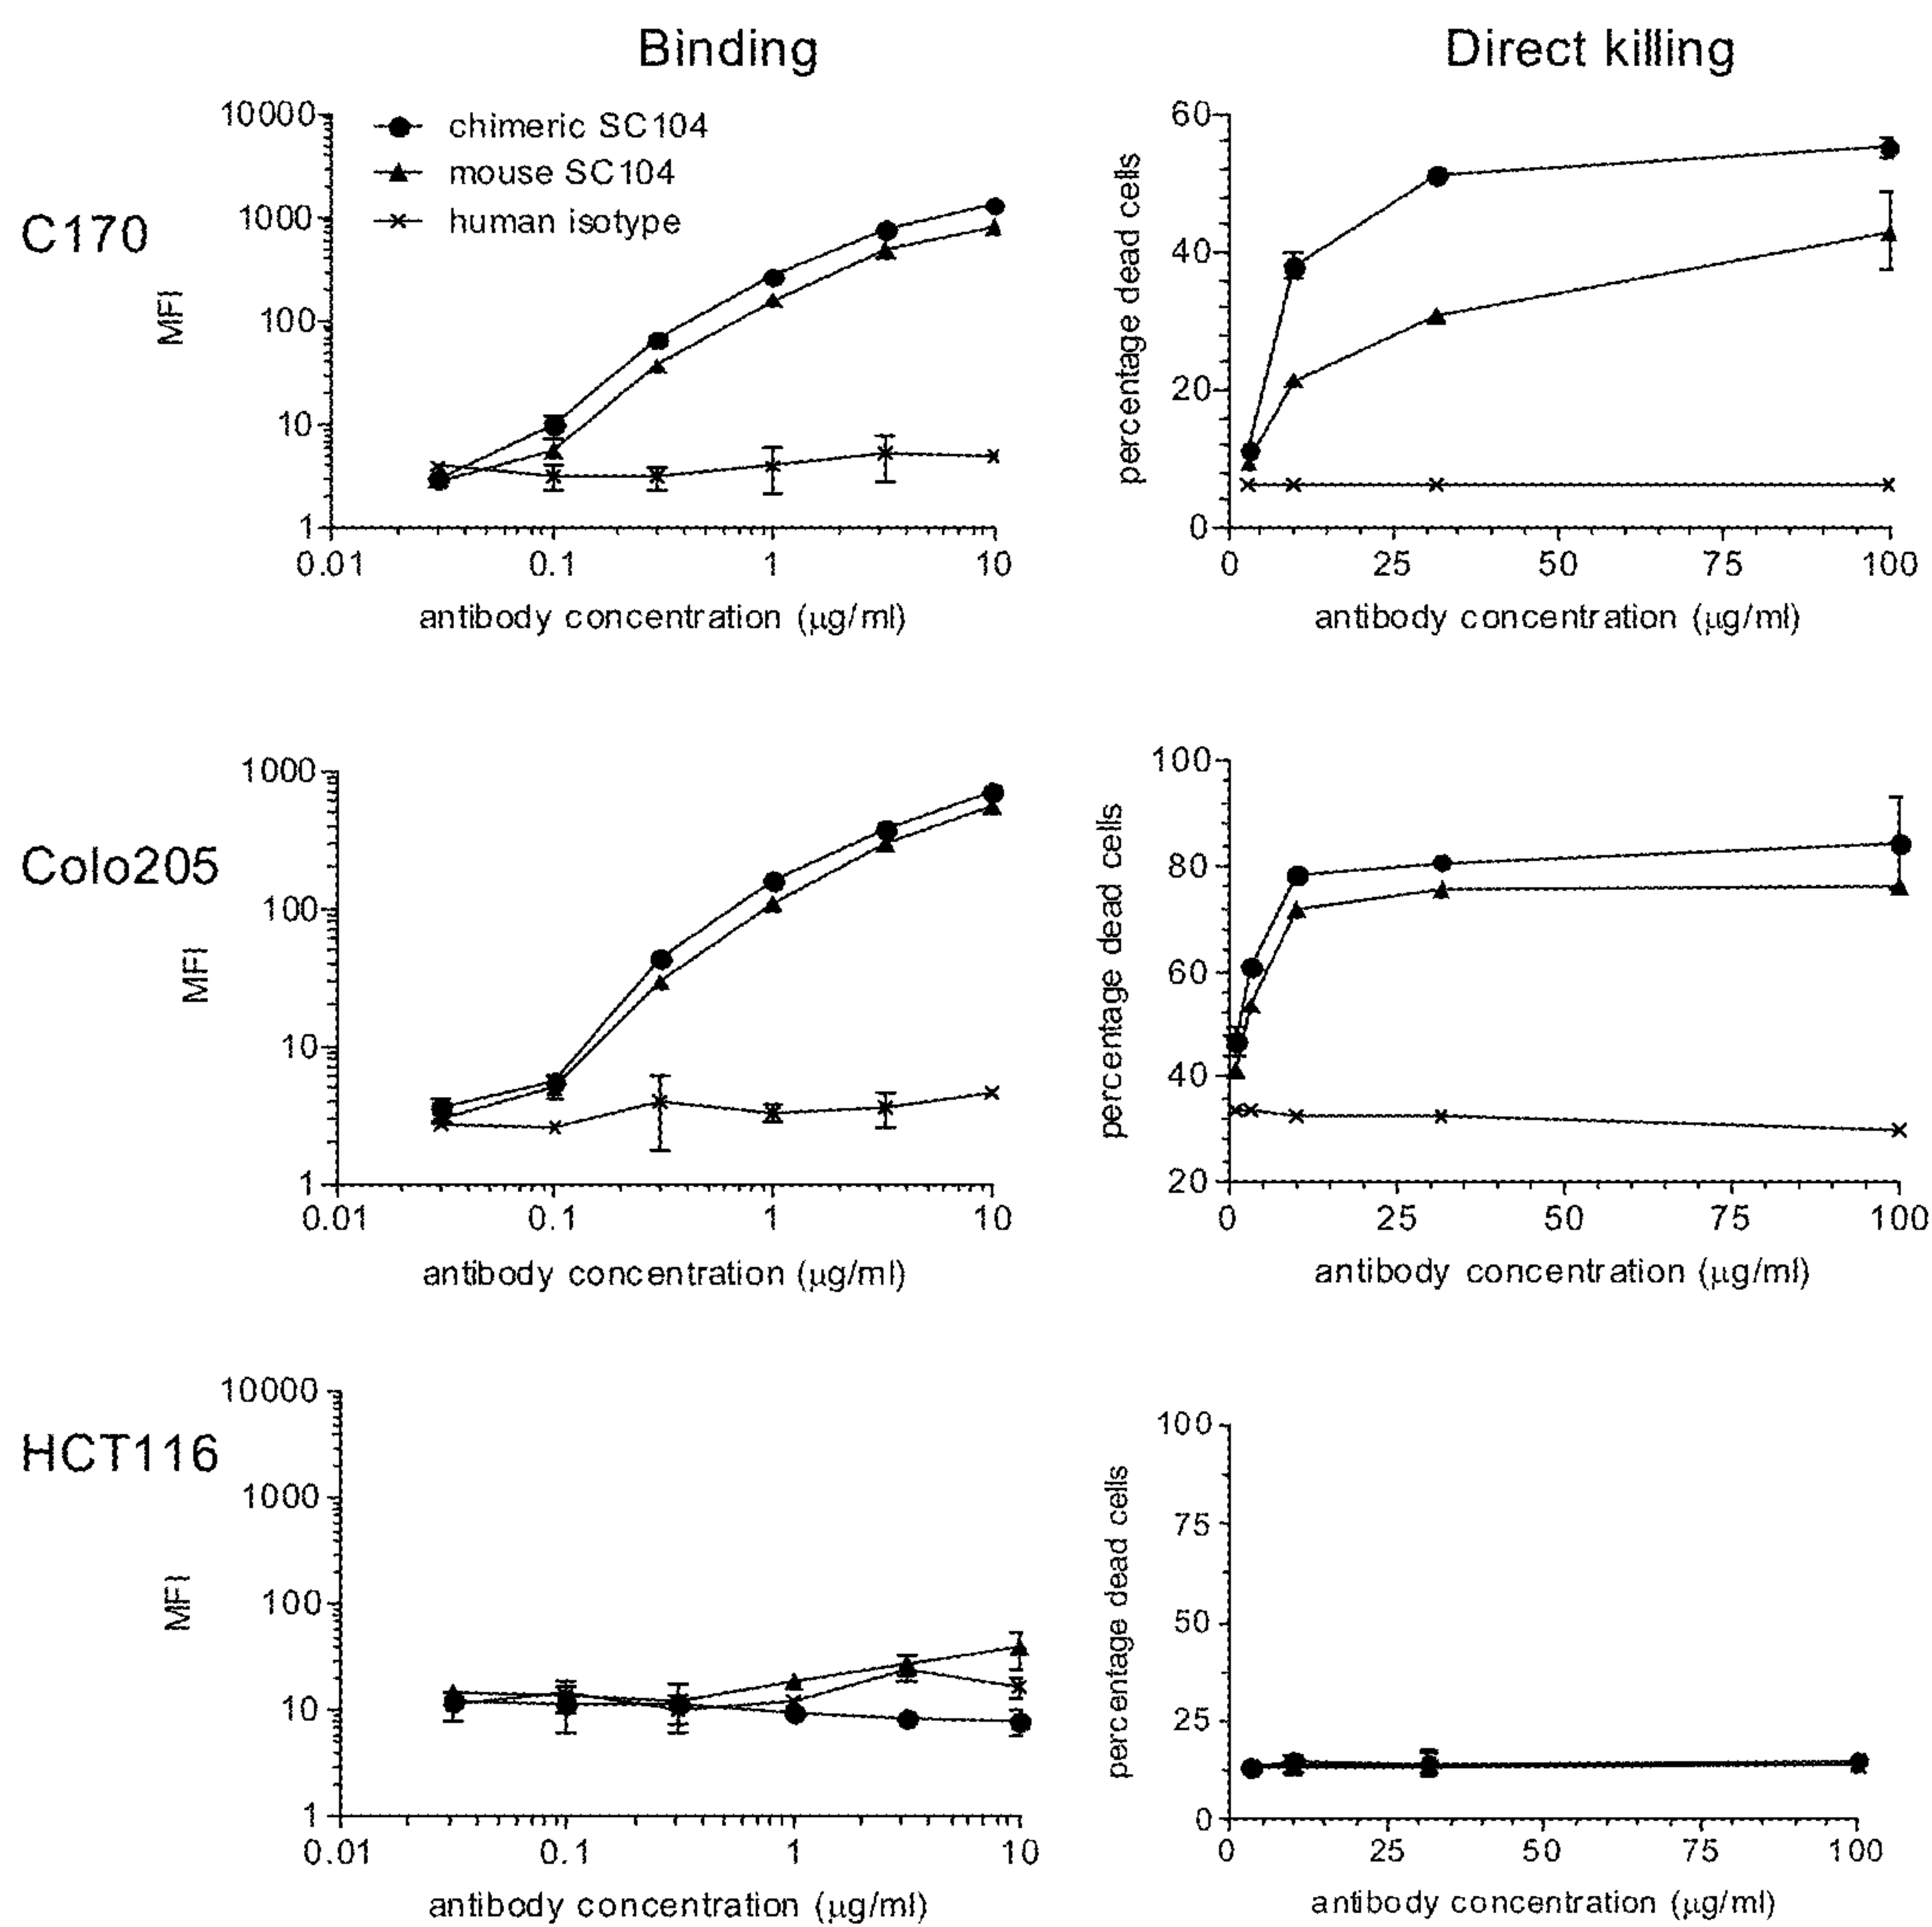 Binding
Direct killing
C170
MFI
10000
1000
100
10
1
chimeric SC104
mouse SC104
human isotype
0.01 0.1 1 10
antibody concentration (µg/ml)
percentage dead cells
60
40
20
0
0 25 50 75 100
antibody concentration (µg/ml)
Colo205
MFI
1000
100
10
1
0.01 0.1 1 10
antibody concentration (µg/ml)
percentage dead cells
100
80
60
40
20
0 25 50 75 100
antibody concentration (µg/ml)
HCT116
MFI
10000
1000
100
10
1
0.01 0.1 1 10
antibody concentration (µg/ml)
percentage dead cells
100
75
50
25
0
0 25 50 75 100
antibody concentration (µg/ml)